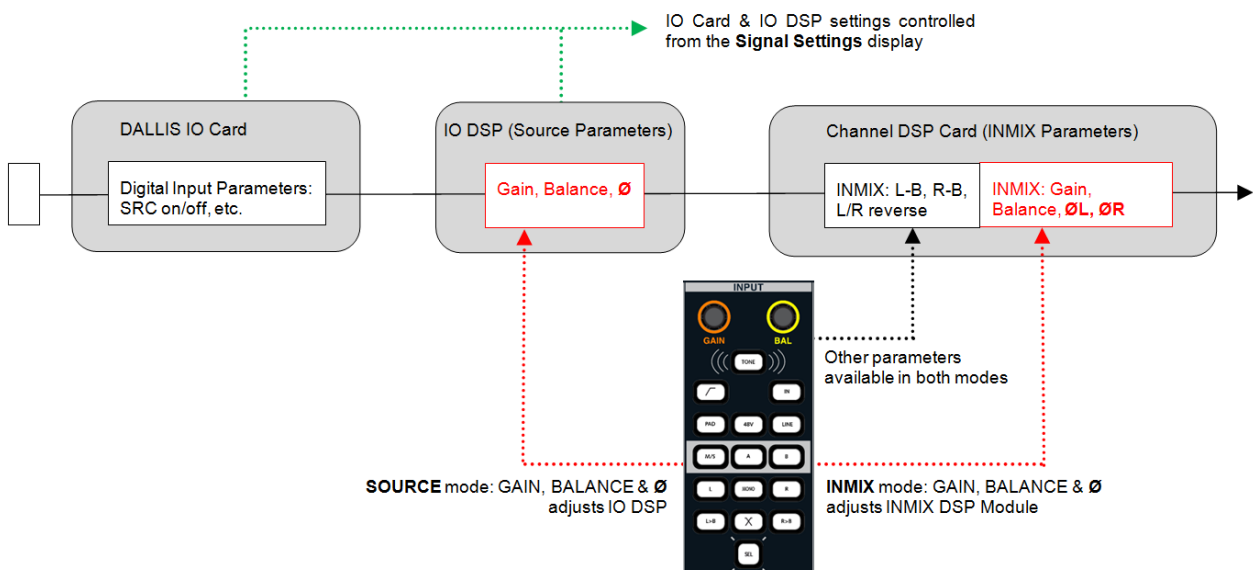 IO Card & IO DSP settings controlled
from the Signal Settings display
DALLIS IO Card
IO DSP (Source Parameters)
Channel DSP Card (INMIX Parameters)
Digital Input Parameters:
SRC on/off, etc.
Gain, Balance, Ø
INMIX: L-B, R-B,
L/R reverse
INMIX: Gain,
Balance, ØL, ØR
INPUT
GAIN
BAL
TONE
IN
PAD
48V
LINE
M/S
A
B
L
MONO
R
L>B
X
R>B
SEL
Other parameters
available in both modes
SOURCE mode: GAIN, BALANCE & Ø
adjusts IO DSP
INMIX mode: GAIN, BALANCE & Ø
adjusts INMIX DSP Module